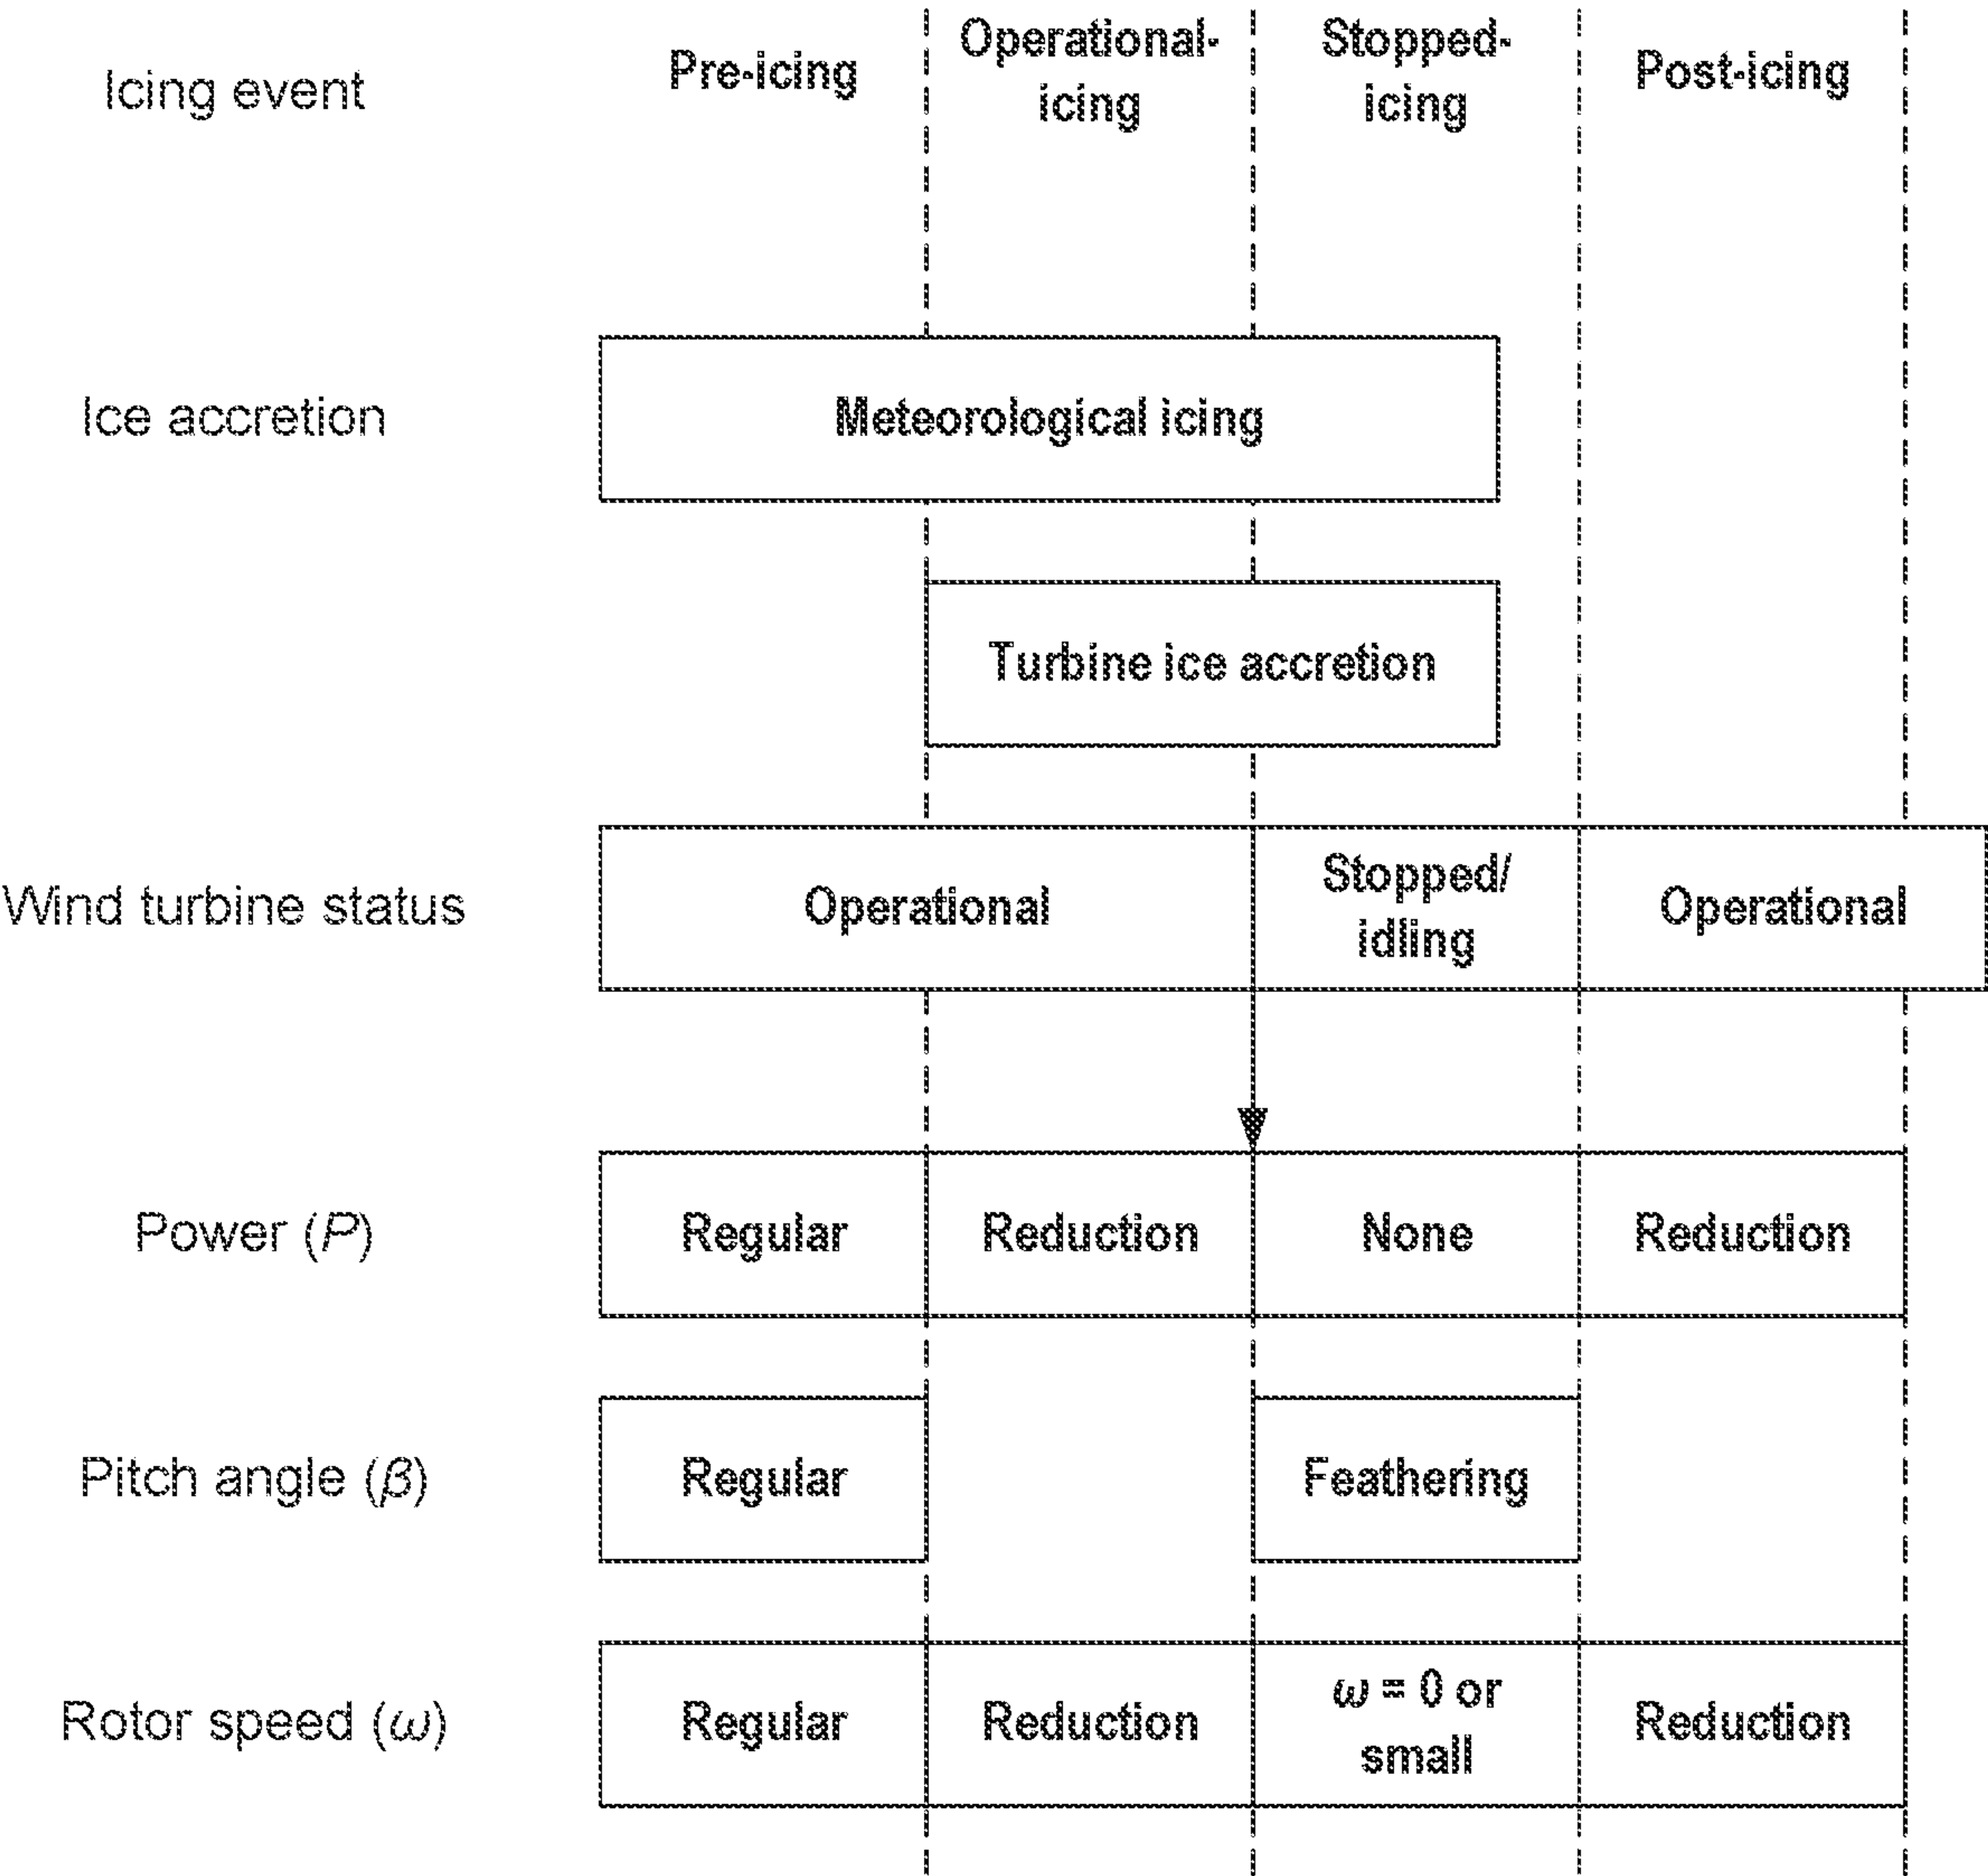 Icing event
Pre-icing
Operational-
icing
Stopped-
icing
Post-icing
Ice accretion
Meteorological icing
Turbine ice accretion
Wind turbine status
Operational
Stopped/
idling
Operational
Power (P)
Regular
Reduction
None
Reduction
Pitch angle (β)
Regular
Feathering
Rotor speed (ω)
Regular
Reduction
ω = 0 or
small
Reduction